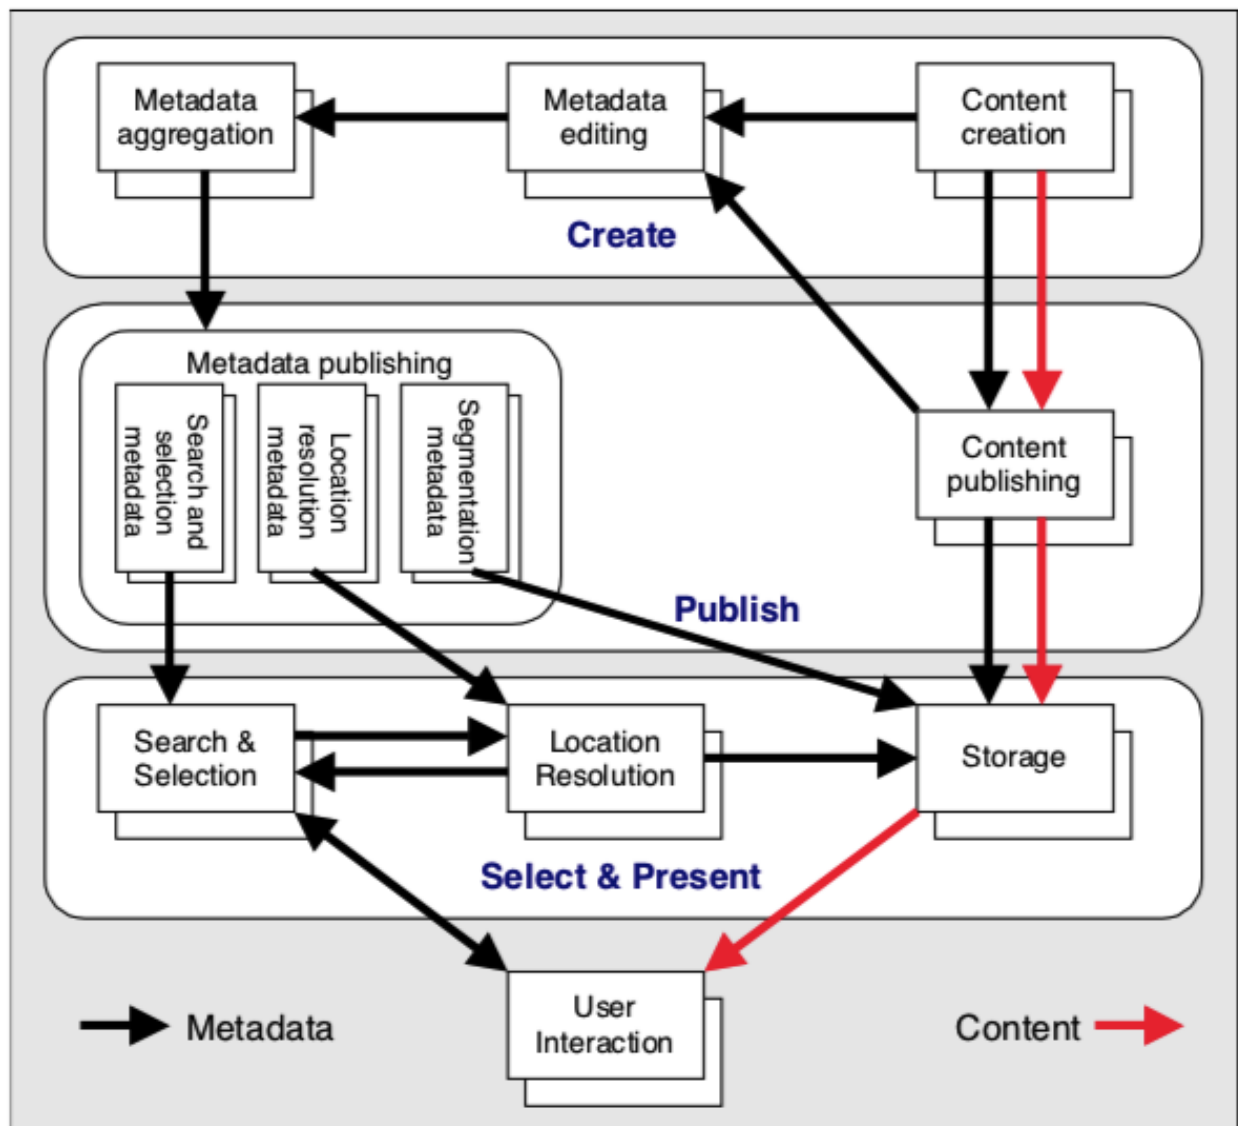 Metadata
aggregation
Metadata
editing
Content
creation
Create
Metadata publishing
Search and
selection
metadata
Location
resolution
metadata
Segmentation
metadata
Content
publishing
Publish
Search &
Selection
Location
Resolution
Storage
Select & Present
User
Interaction
Metadata
Content